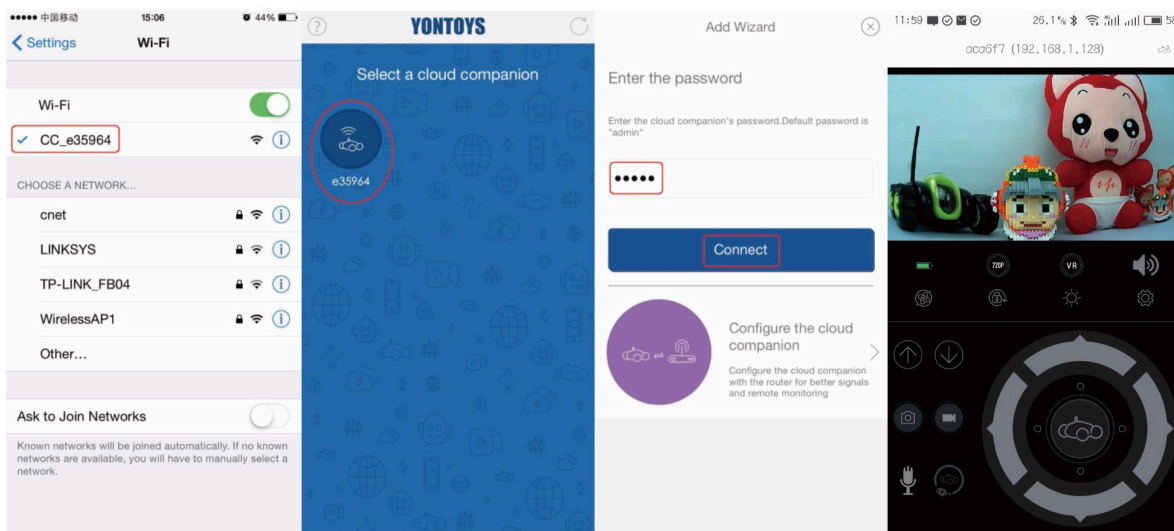 中国移动 15:06 44%
Settings Wi-Fi
Wi-Fi
CC_e35964
CHOOSE A NETWORK...
cnet
LINKSYS
TP-LINK_FB04
WirelessAP1
Other...
Ask to Join Networks
Known networks will be joined automatically. If no known
networks are available, you will have to manually select a
network.
?
YONTOYS
Select a cloud companion
e35964
Add Wizard
Enter the password
Enter the cloud companion's password.Default password is
"admin"
•••••
Connect
Configure the cloud
companion
Configure the cloud companion
with the router for better signals
and remote monitoring
11:59 26.1% 58
aca6f7 (192.168.1.128)
720P VR